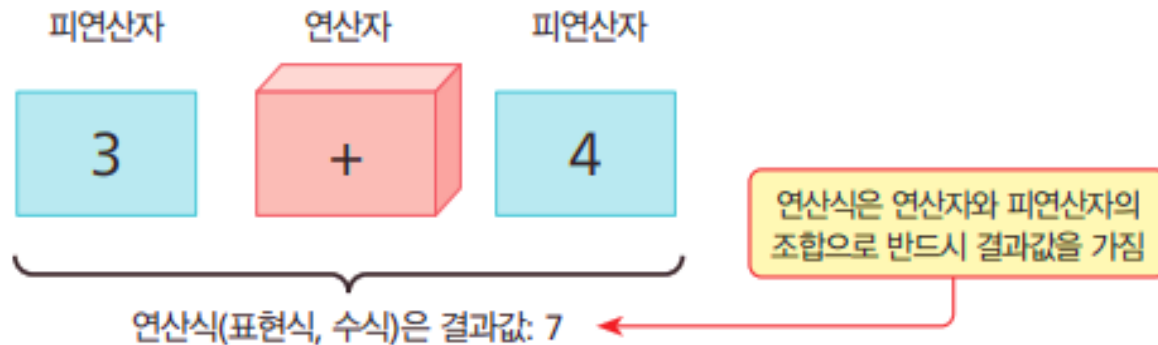 피연산자 연산자 피연산자
3 + 4
연산식은 연산자와 피연산자의
조합으로 반드시 결과값을 가짐
연산식(표현식, 수식)은 결과값: 7